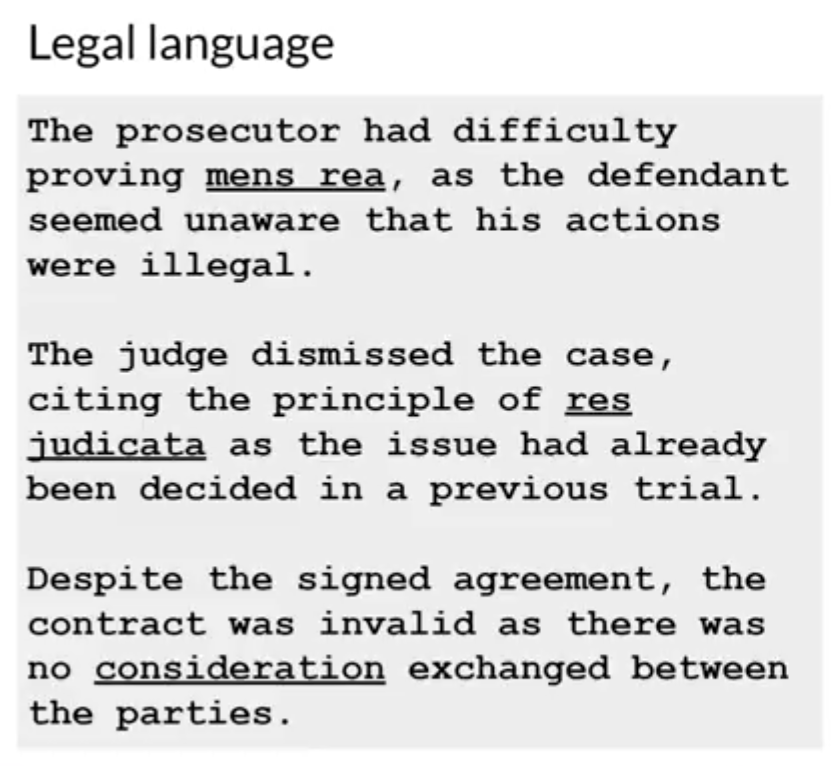 Legal language
The prosecutor had difficulty
proving mens rea, as the defendant
seemed unaware that his actions
were illegal.
The judge dismissed the case,
citing the principle of res
judicata as the issue had already
been decided in a previous trial.
Despite the signed agreement, the
contract was invalid as there was
no consideration exchanged between
the parties.